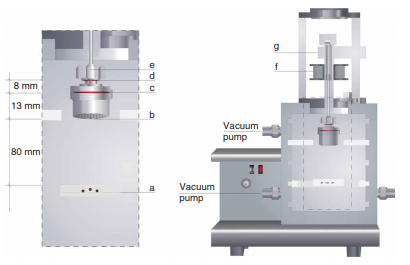 e
d
c
8 mm
13 mm
b
80 mm
a
g
f
Vacuum
pump
Vacuum
pump